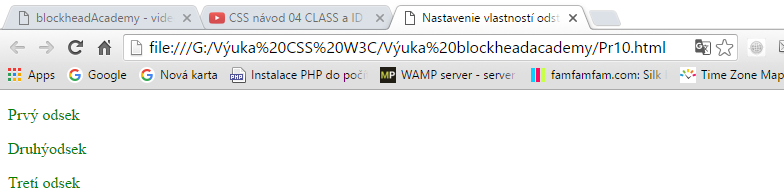 blockheadAcademy - vide
CSS návod 04 CLASS a ID
Nastavenie vlastností odst
file:///G:/Výuka%20CSS%20W3C/Výuka%20blockheadacademy/Pr10.html
Apps
Google
Nová karta
Instalace PHP do počí
WAMP server - server
famfamfam.com: Silk
Time Zone Map
Prvý odsek
Druhýodsek
Tretí odsek